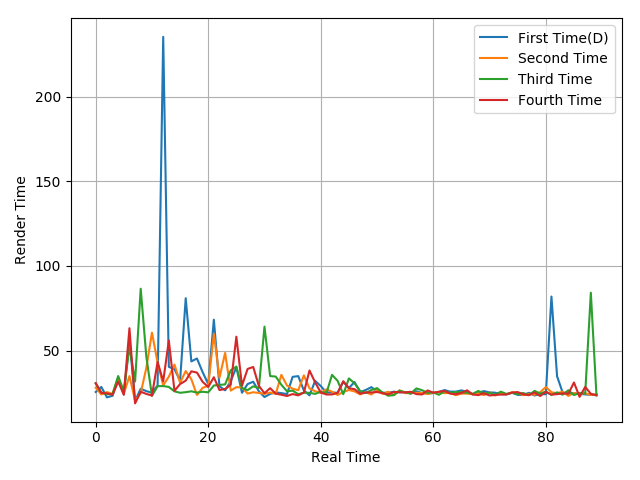 First Time(D)
Second Time
Third Time
Fourth Time
200
150
100
50
Render Time
0 20 40 60 80
Real Time